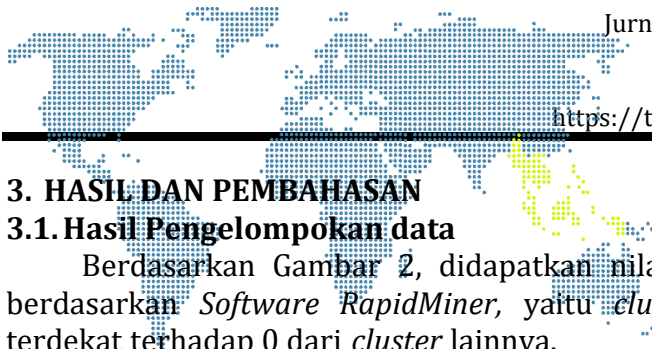 Jurn
https://t
3. HASIL DAN PEMBAHASAN
3.1. Hasil Pengelompokan data
Berdasarkan Gambar 2, didapatkan nila
berdasarkan Software RapidMiner, yaitu clu
terdekat terhadap 0 dari cluster lainnya.